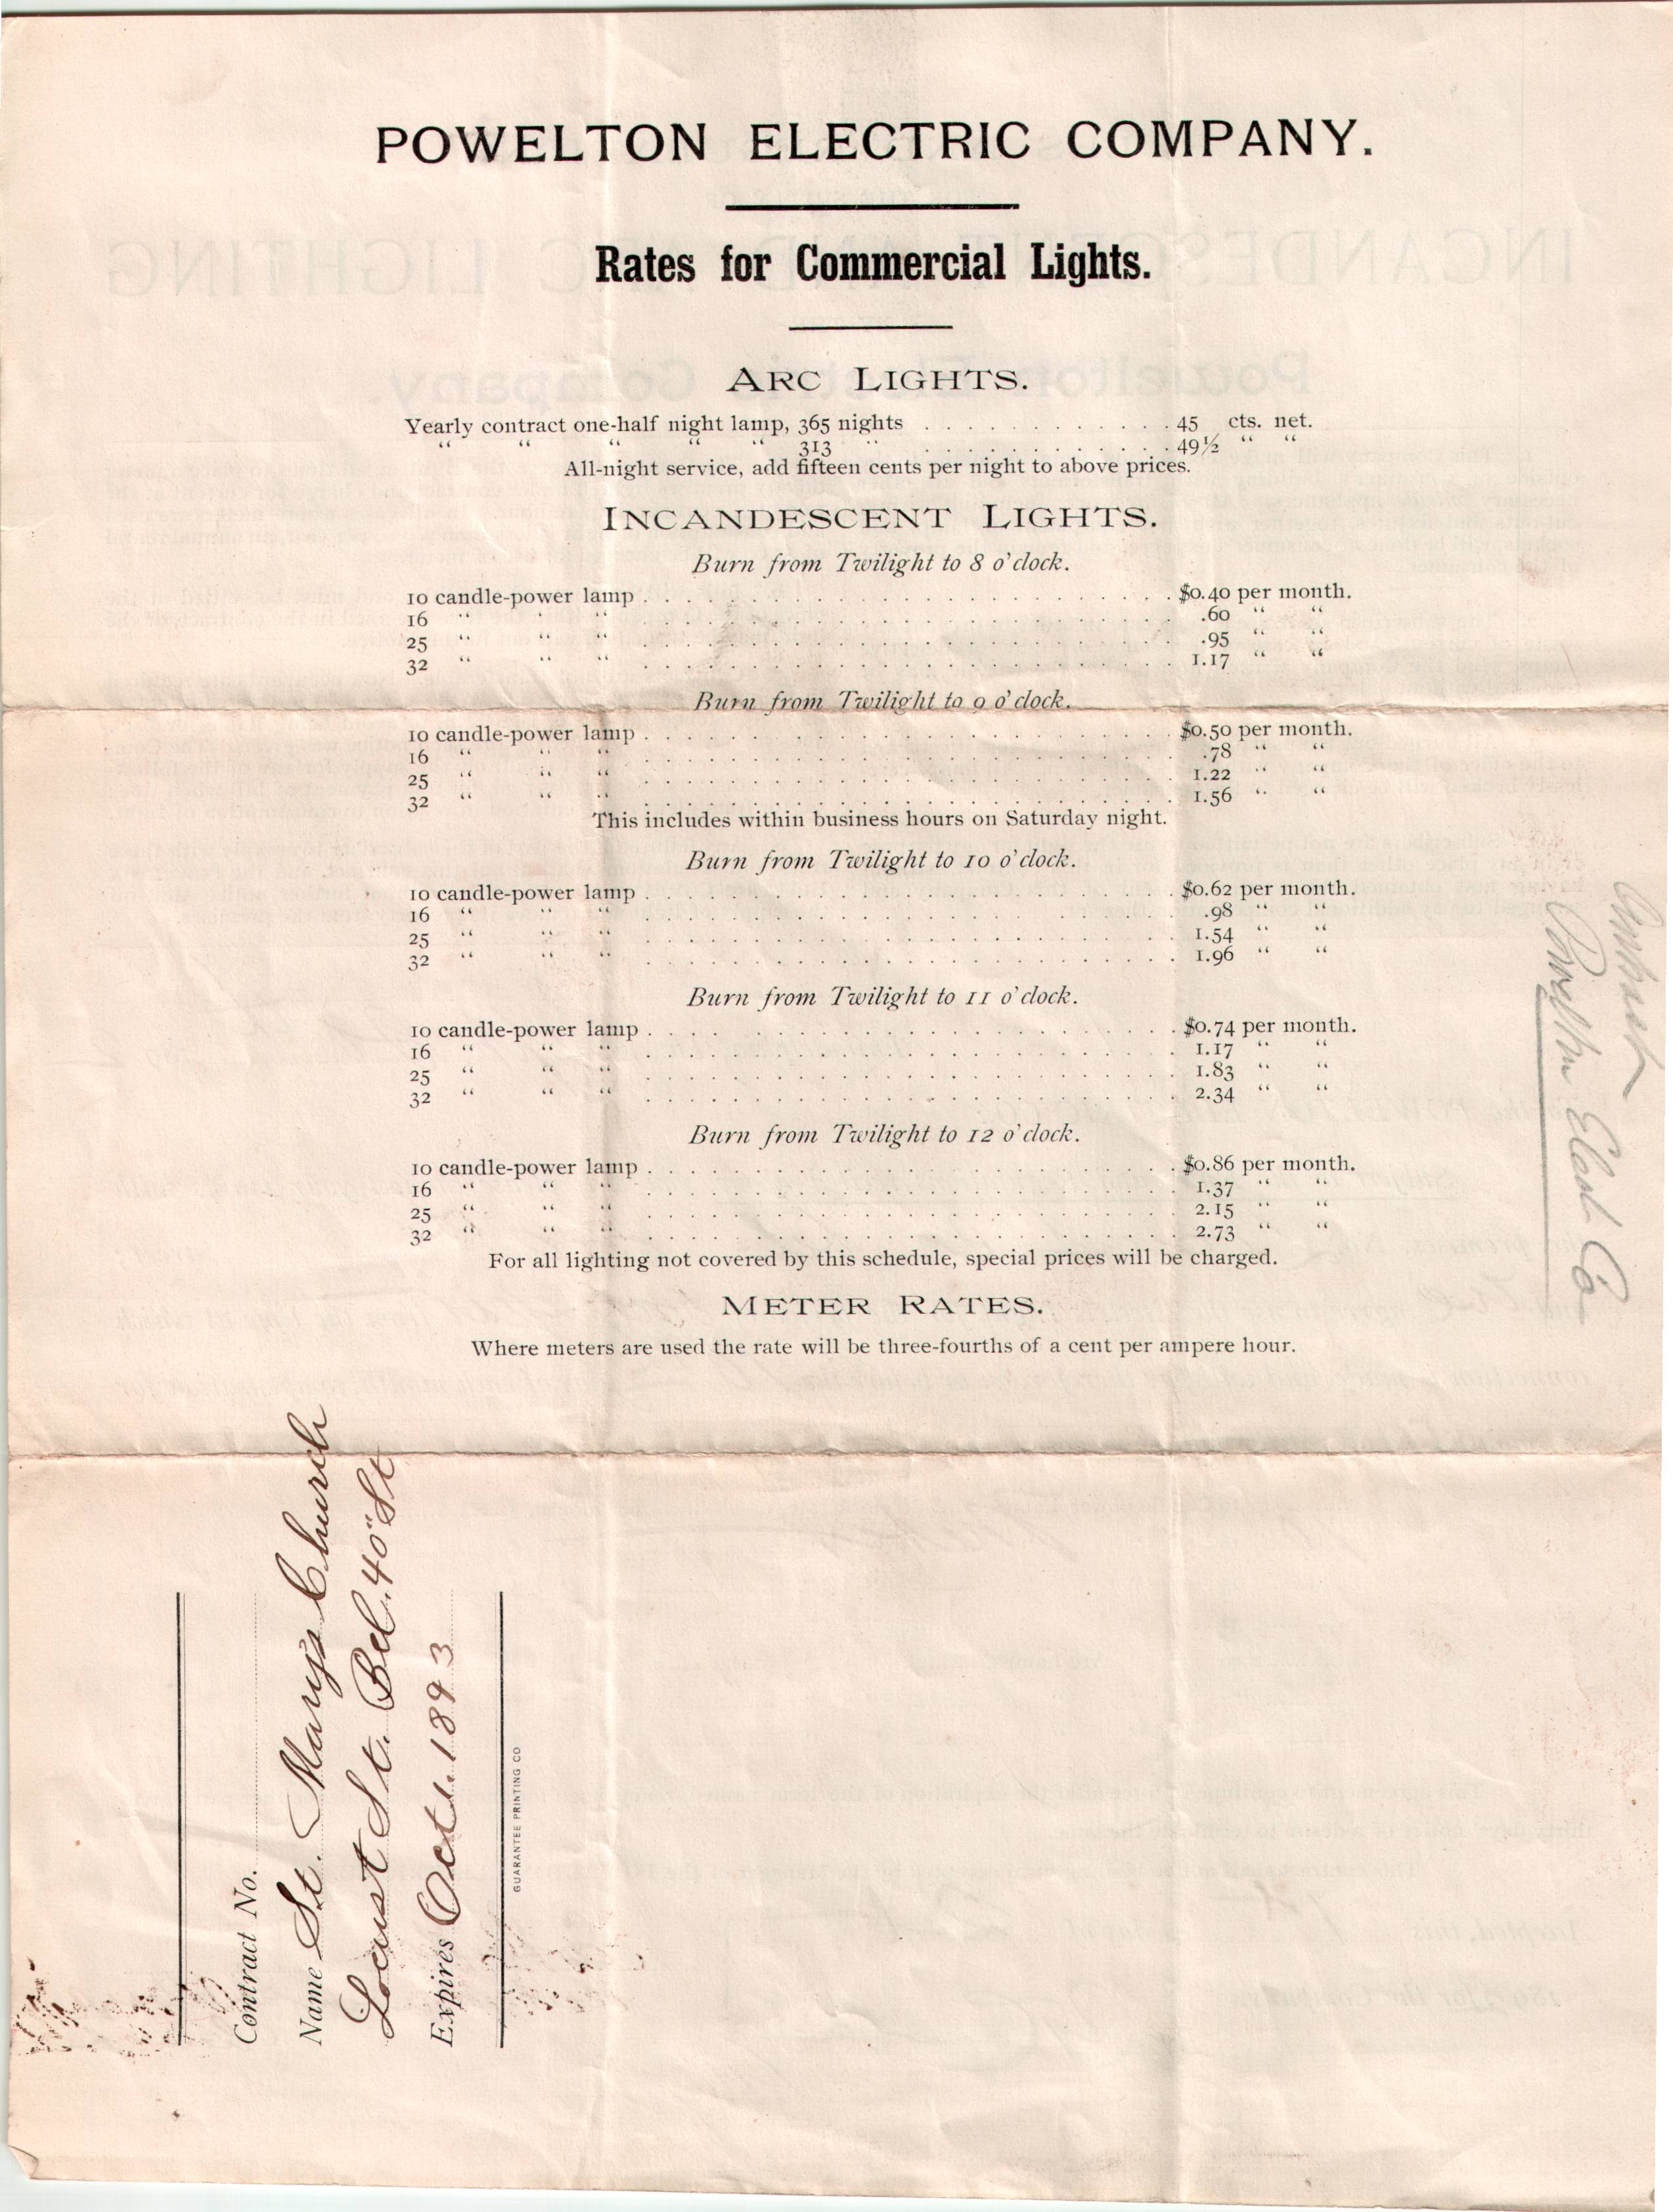 POWELTON ELECTRIC COMPANY.
Rates for Commercial Lights.
ARC LIGHTS.
Yearly contract one-half night lamp, 365 nights . . . . . . . . . . . 45 cts. net.
“ “ “ “ “ 313 “ . . . . . . . . . . . 49½ “ “
All-night service, add fifteen cents per night to above prices.
INCANDESCENT LIGHTS.
Burn from Twilight to 8 o'clock.
10 candle-power lamp . . . . . . . . . . $0.40 per month.
16 “ “ “ . . . . . . . . . . .60 “ “
25 “ “ “ . . . . . . . . . . .95 “ “
32 “ “ “ . . . . . . . . . . 1.17 “ “
Burn from Twilight to 9 o'clock.
10 candle-power lamp . . . . . . . . . . $0.50 per month.
16 “ “ “ . . . . . . . . . . .78 “ “
25 “ “ “ . . . . . . . . . . 1.22 “ “
32 “ “ “ . . . . . . . . . . 1.56 “ “
This includes within business hours on Saturday night.
Burn from Twilight to 10 o'clock.
10 candle-power lamp . . . . . . . . . . $0.62 per month.
16 “ “ “ . . . . . . . . . . .98 “ “
25 “ “ “ . . . . . . . . . . 1.54 “ “
32 “ “ “ . . . . . . . . . . 1.96 “ “
Burn from Twilight to 11 o'clock.
10 candle-power lamp . . . . . . . . . . $0.74 per month.
16 “ “ “ . . . . . . . . . . 1.17 “ “
25 “ “ “ . . . . . . . . . . 1.83 “ “
32 “ “ “ . . . . . . . . . . 2.34 “ “
Burn from Twilight to 12 o'clock.
10 candle-power lamp . . . . . . . . . . $0.86 per month.
16 “ “ “ . . . . . . . . . . 1.37 “ “
25 “ “ “ . . . . . . . . . . 2.15 “ “
32 “ “ “ . . . . . . . . . . 2.73 “ “
For all lighting not covered by this schedule, special prices will be charged.
METER RATES.
Where meters are used the rate will be three-fourths of a cent per ampere hour.
Contract No.
Name St. Marys Church
Locust St. Bel. 40" St
Expires Oct 1. 1893
GUARANTEE PRINTING CO
Powelton Elect Co